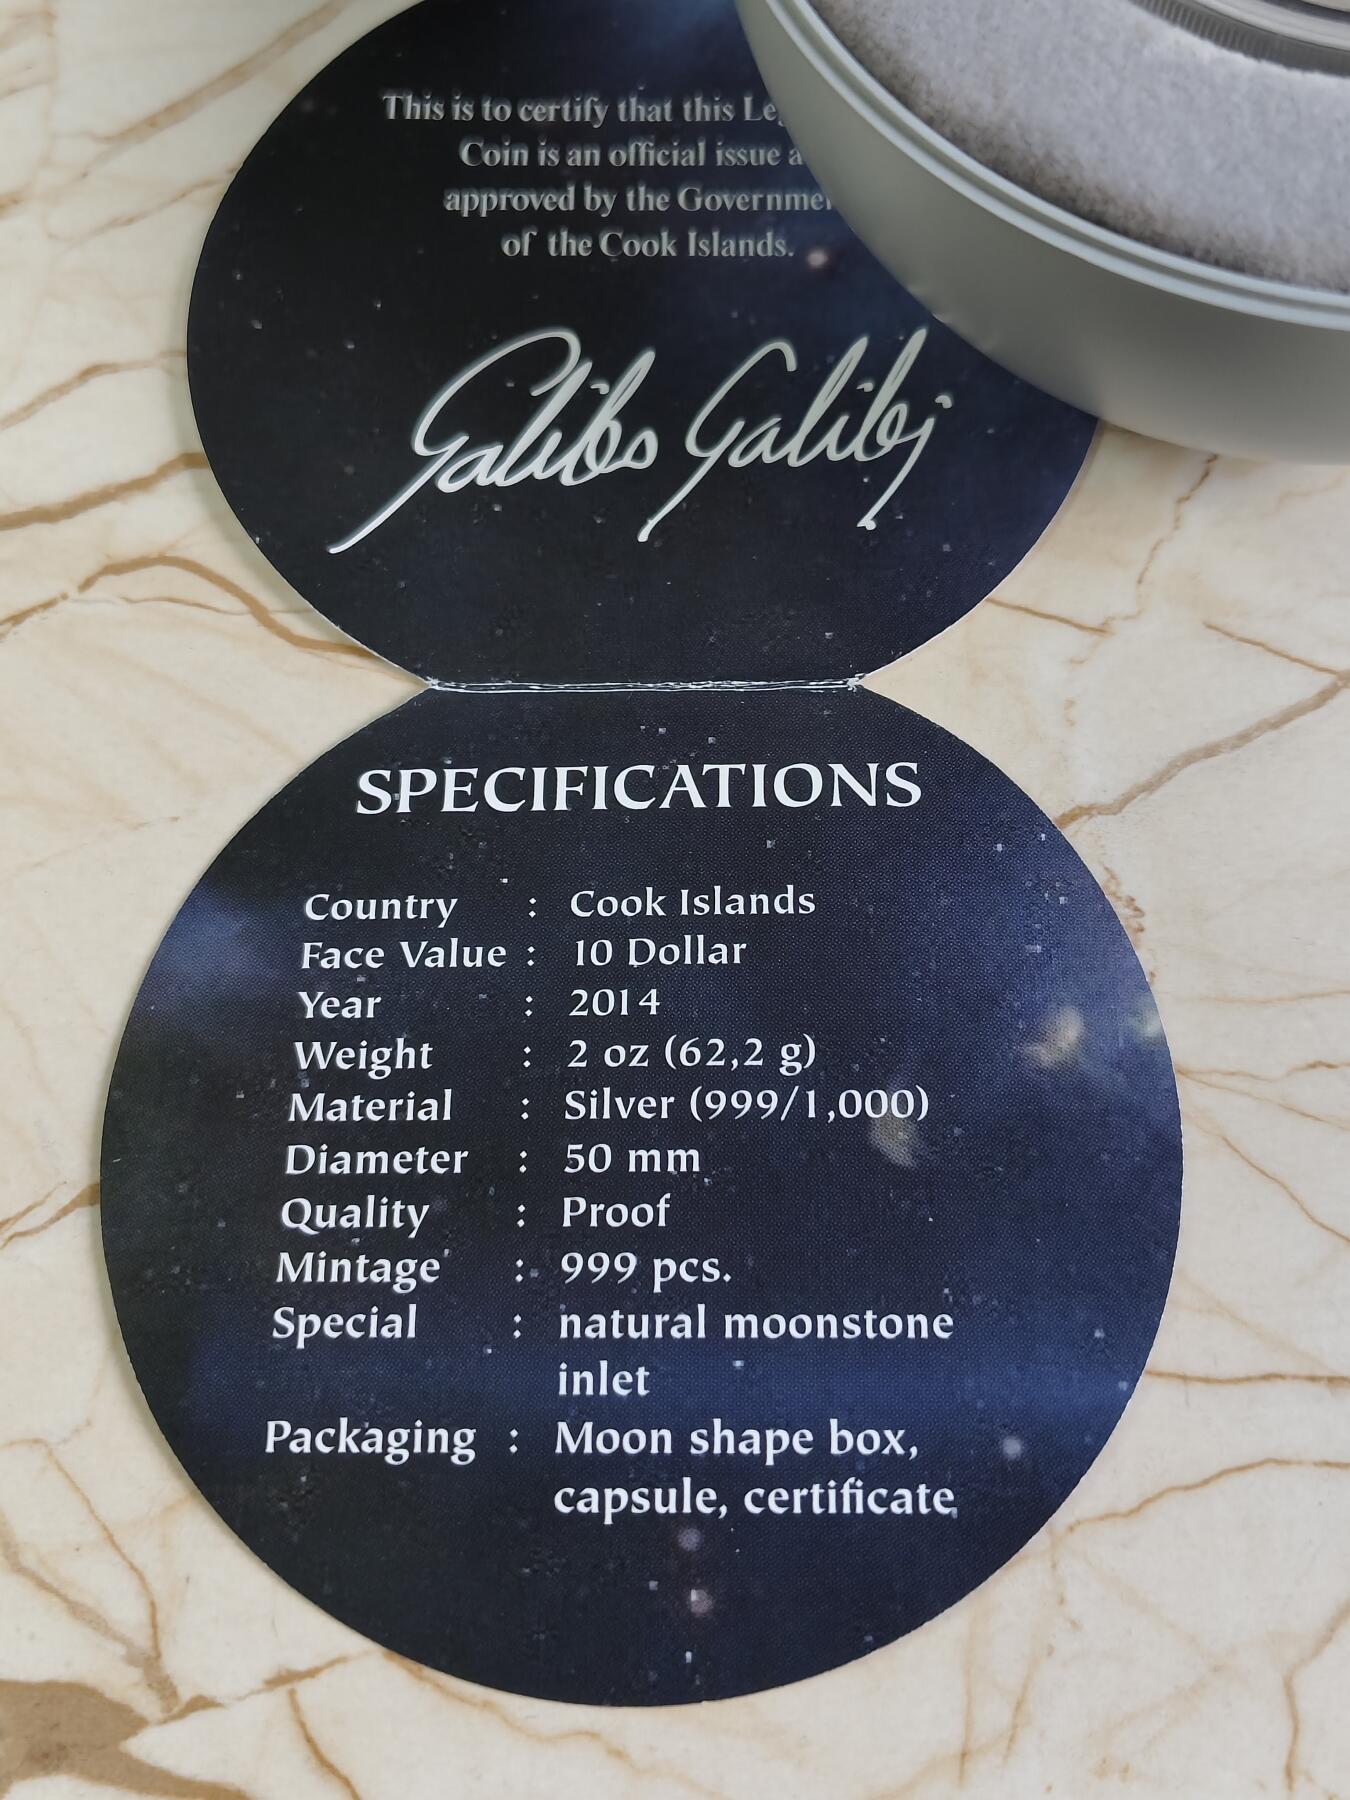 This is to certify that this
Coin is an official issue
approved by the
of the Cook Islands.
SPECIFICATIONS
Country : Cook Islands
Face Value : 10 Dollar
Year : 2014
Weight : 2 oz (62,2 g)
Material : Silver (999/1,000)
Diameter : 50 mm
Quality : Proof
Mintage : 999 pcs.
Special : natural moonstone
inlet
Packaging : Moon shape box,
capsule, certificate